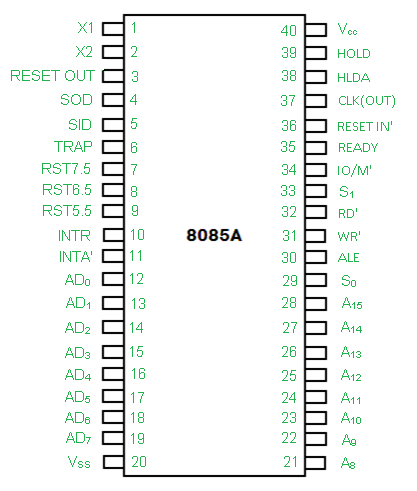 X1 1 40 Vcc
X2 2 39 HOLD
RESET OUT 3 38 HLDA
SOD 4 37 CLK(OUT)
SID 5 36 RESET IN'
TRAP 6 35 READY
RST7.5 7 34 IO/M'
RST6.5 8 33 S1
RST5.5 9 32 RD'
INTR 10 8085A 31 WR'
INTA' 11 30 ALE
AD0 12 29 S0
AD1 13 28 A15
AD2 14 27 A14
AD3 15 26 A13
AD4 16 25 A12
AD5 17 24 A11
AD6 18 23 A10
AD7 19 22 A9
Vss 20 21 A8